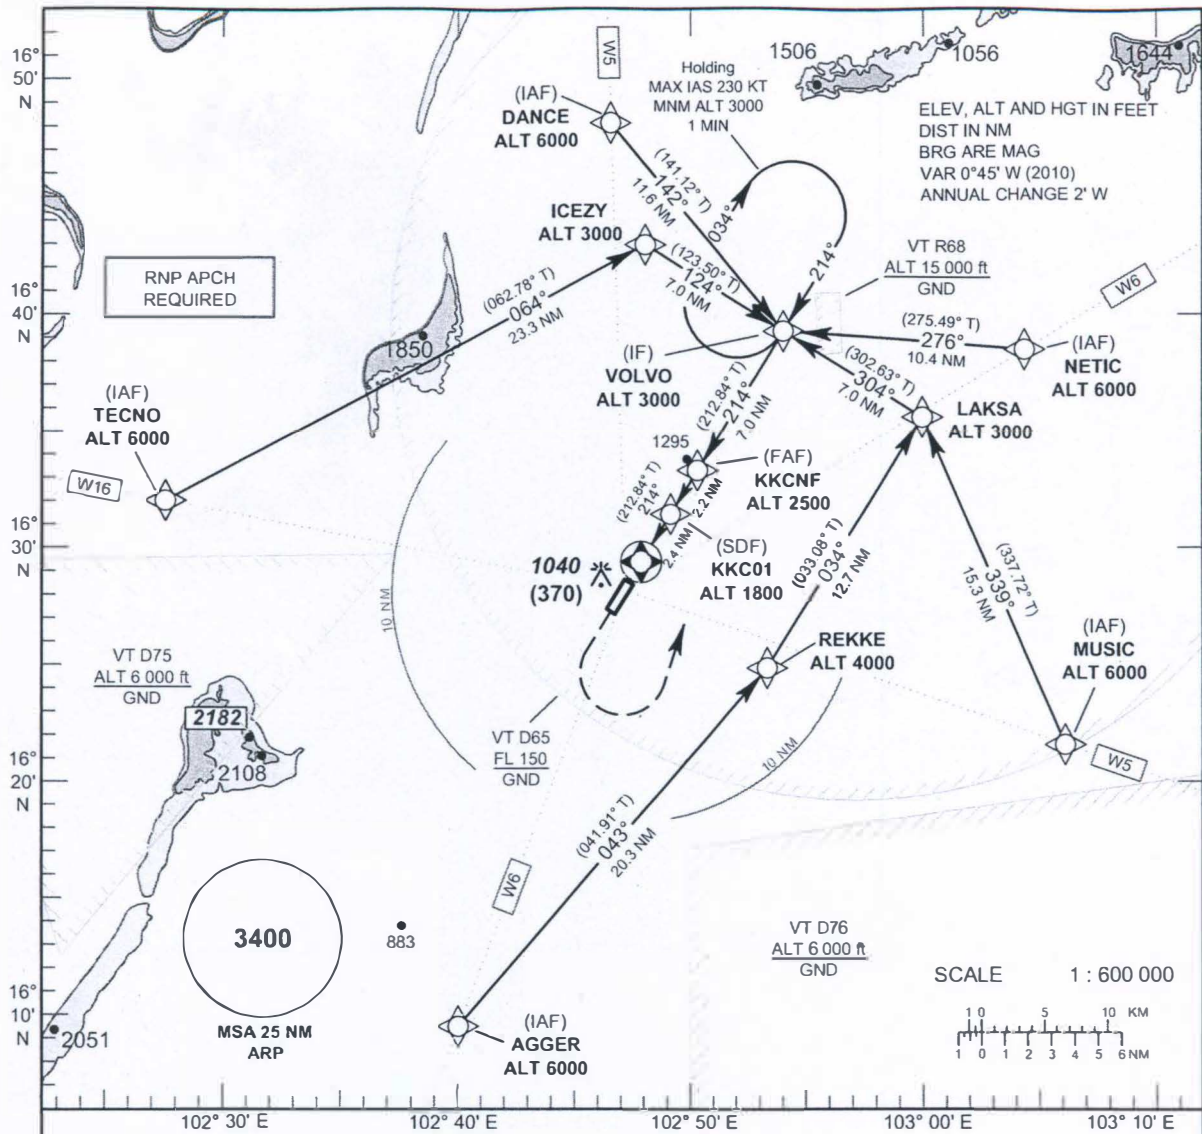 16°
50'
N
W5
Holding
MAX IAS 230 KT
MNM ALT 3000
1 MIN
1506
1056
1644
(IAF)
DANCE
ALT 6000
ELEV, ALT AND HGT IN FEET
DIST IN NM
BRG ARE MAG
VAR 0°45' W (2010)
ANNUAL CHANGE 2' W
(141.12° T)
142°
11.6 NM
034°
214°
ICEZY
ALT 3000
(123.50° T)
124°
7.0 NM
VT R68
ALT 15 000 ft
GND
W6
RNP APCH
REQUIRED
(062.78° T)
064°
23.3 NM
16°
40'
N
1850
(IF)
VOLVO
ALT 3000
(275.49° T)
276°
10.4 NM
(IAF)
NETIC
ALT 6000
(302.63° T)
304°
7.0 NM
LAKSA
ALT 3000
(IAF)
TECNO
ALT 6000
W16
(212.84° T)
214°
7.0 NM
1295
(FAF)
KKCNF
ALT 2500
(212.84° T)
214°
2.2 NM
(SDF)
KKC01
ALT 1800
2.4 NM
16°
30'
N
1040
(370)
10 NM
(033.08° T)
034°
12.7 NM
(337.72° T)
339°
15.3 NM
REKKE
ALT 4000
(IAF)
MUSIC
ALT 6000
VT D75
ALT 6 000 ft
GND
2182
2108
VT D65
FL 150
GND
10 NM
W5
16°
20'
N
(041.91° T)
043°
20.3 NM
W6
3400
MSA 25 NM
ARP
883
VT D76
ALT 6 000 ft
GND
SCALE 1 : 600 000
1 0 5 10 KM
1 0 1 2 3 4 5 6 NM
16°
10'
N
2051
(IAF)
AGGER
ALT 6000
102° 30' E
102° 40' E
102° 50' E
103° 00' E
103° 10' E